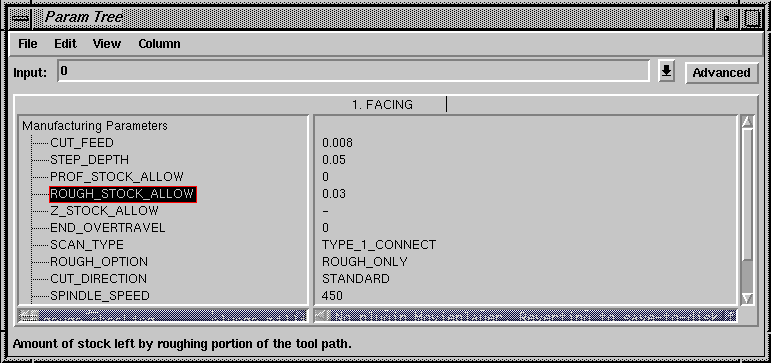 Param Tree
File Edit View Column
Input: 0 Advanced
1. FACING
Manufacturing Parameters
CUT_FEED 0.008
STEP_DEPTH 0.05
PROF_STOCK_ALLOW 0
ROUGH_STOCK_ALLOW 0.03
Z_STOCK_ALLOW –
END_OVERTRAVEL 0
SCAN_TYPE TYPE_1_CONNECT
ROUGH_OPTION ROUGH_ONLY
CUT_DIRECTION STANDARD
SPINDLE_SPEED 450
Amount of stock left by roughing portion of the tool path.